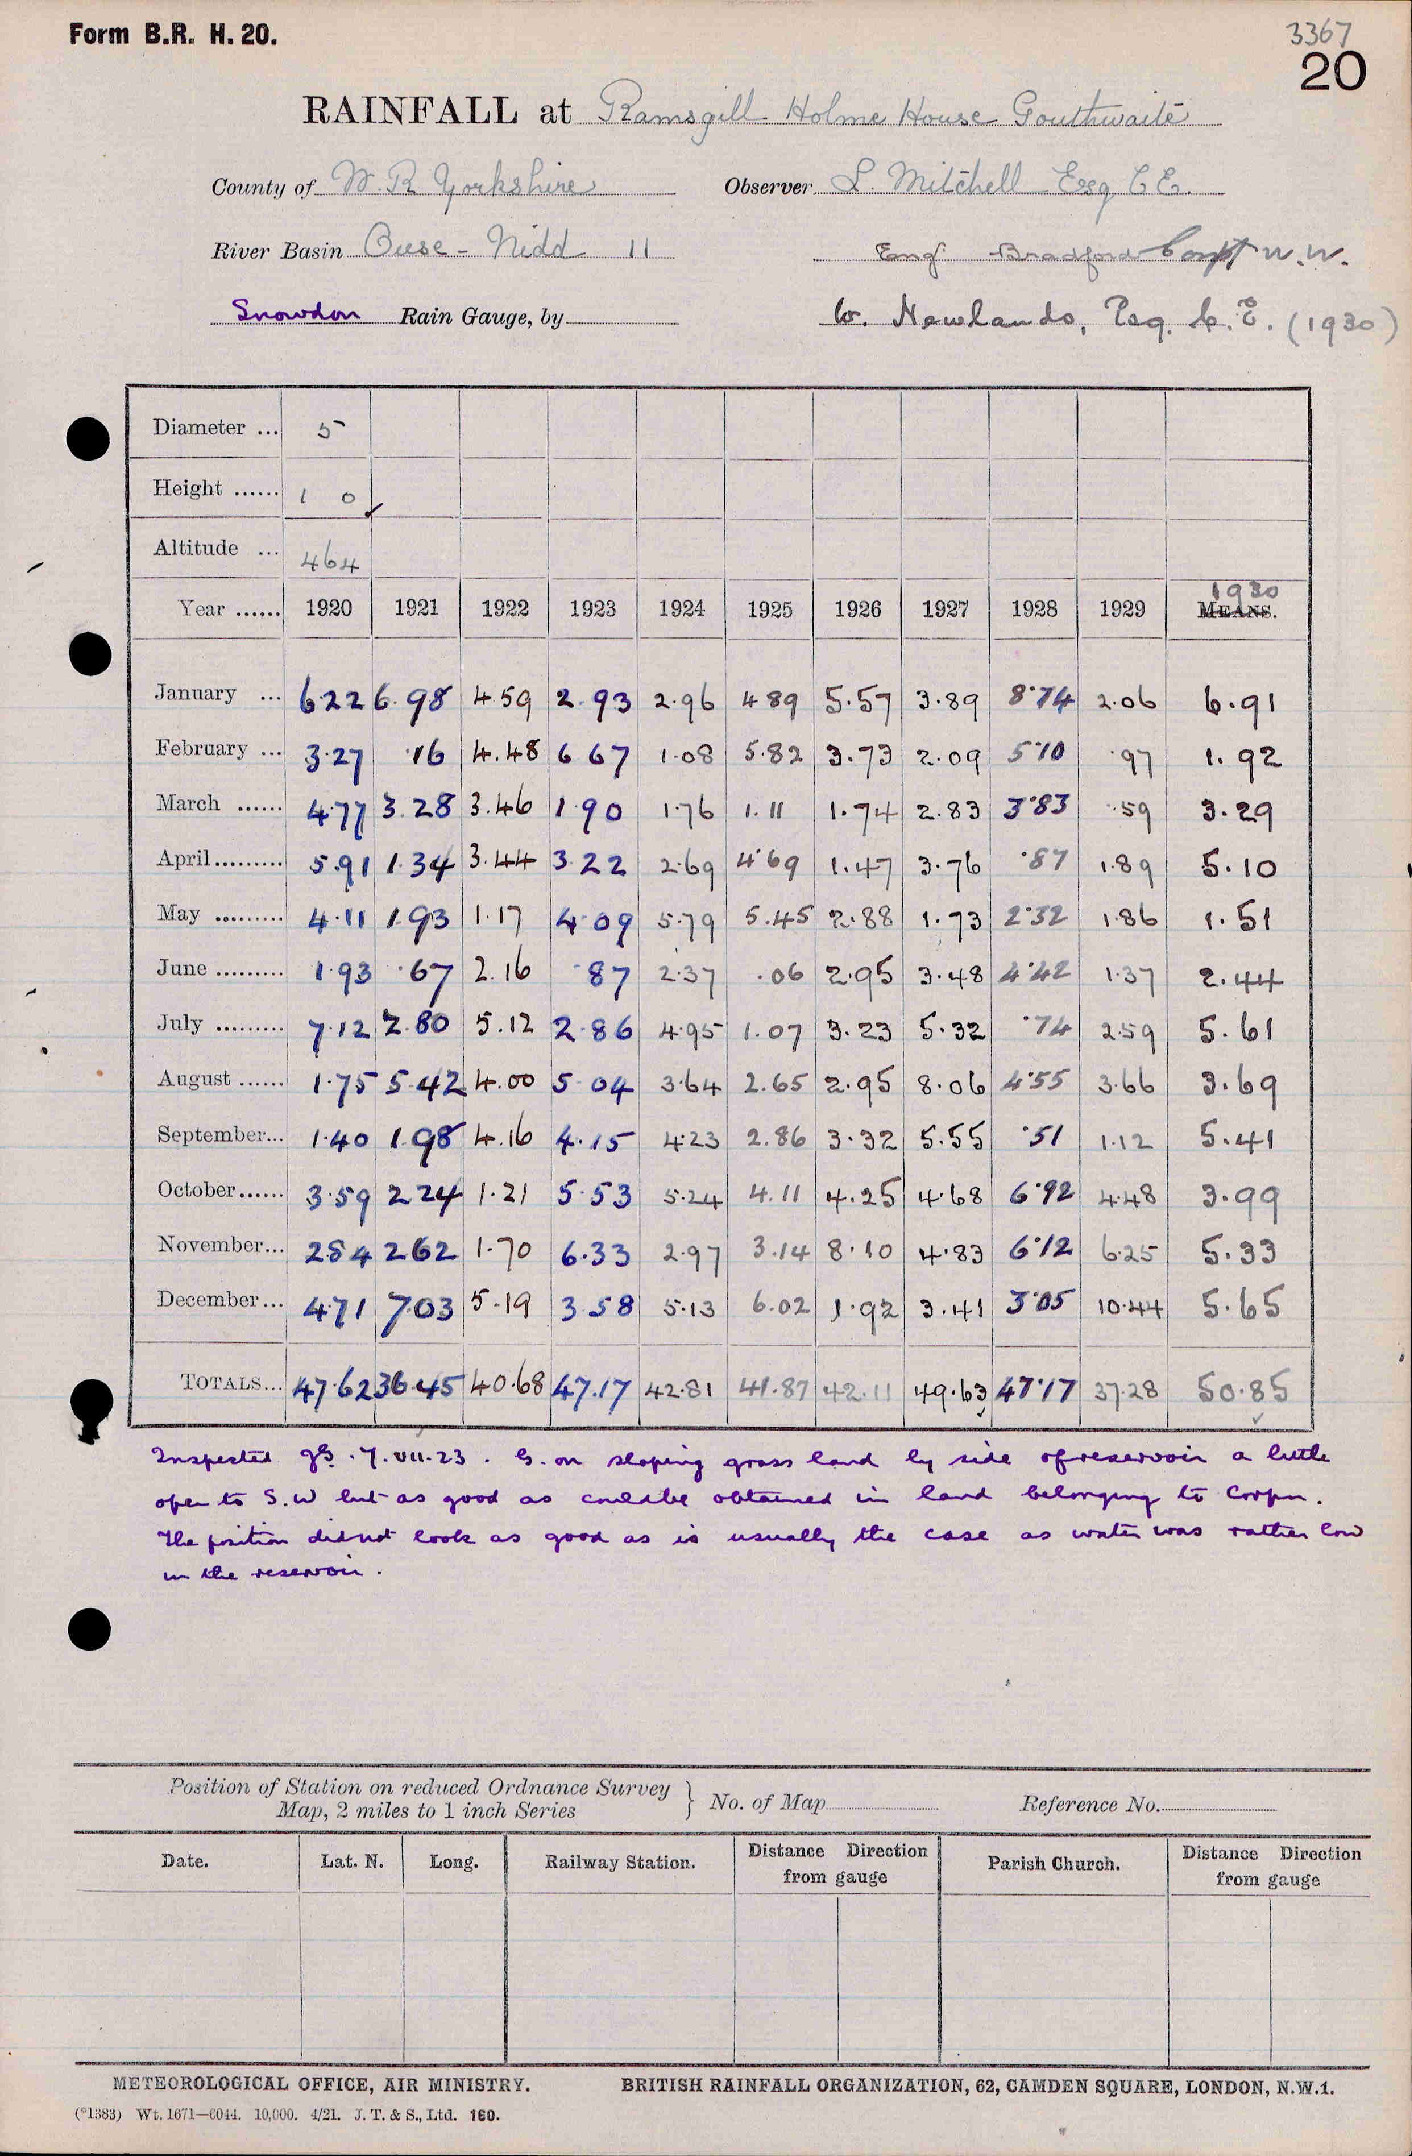 Form B.R. H. 20.
3367
20
RAINFALL at Ramsgill Holme House Gouthwaite
County of W. R Yorkshire Observer L. Mitchell Esq C E.
River Basin Ouse - Nidd 11 Eng Bradford Corpn W.W.
Snowdon Rain Gauge, by W. Newlands, Esq. C. E. (1930)
Diameter ... 5
Height ...... 1 0
Altitude ... 464
1930
Year ...... 1920 1921 1922 1923 1924 1925 1926 1927 1928 1929 MEANS.
January ... 6.22 6.98 4.59 2.93 2.96 4.89 5.57 3.89 8.74 2.06 6.91
February ... 3.27 .16 4.48 6.67 1.08 5.82 3.73 2.09 5.10 .97 1.92
March ...... 4.77 3.28 3.46 1.90 1.76 1.11 1.74 2.83 3.83 .59 3.29
April......... 5.91 1.34 3.44 3.22 2.69 4.69 1.47 3.76 .87 1.89 5.10
May ......... 4.11 1.93 1.17 4.09 5.79 5.45 2.88 1.73 2.32 1.86 1.51
June ......... 1.93 .67 2.16 .87 2.37 .06 2.95 3.48 4.42 1.37 2.44
July ......... 7.12 2.80 5.12 2.86 4.95 1.07 3.23 5.32 .74 2.59 5.61
August ...... 1.75 5.42 4.00 5.04 3.64 2.65 2.95 8.06 4.55 3.66 3.69
September... 1.40 1.98 4.16 4.15 4.23 2.86 3.32 5.55 .51 1.12 5.41
October...... 3.59 2.24 1.21 5.53 5.24 4.11 4.25 4.68 6.92 4.48 3.99
November... 2.84 2.62 1.70 6.33 2.97 3.14 8.10 4.83 6.12 6.25 5.33
December... 4.71 7.03 5.19 3.58 5.13 6.02 1.92 3.41 3.05 10.44 5.65
TOTALS... 47.62 36.45 40.68 47.17 42.81 41.87 42.11 49.63 47.17 37.28 50.85
Inspected 7.VII.23. G. on sloping grass land by side of reservoir a little
open to S.W but as good as could be obtained in land belonging to Corpn.
The position did not look as good as is usually the case as water was rather low
in the reservoir.
Position of Station on reduced Ordnance Survey
Map, 2 miles to 1 inch Series } No. of Map Reference No.
Date. Lat. N. Long. Railway Station. Distance Direction from gauge Parish Church. Distance Direction from gauge
METEOROLOGICAL OFFICE, AIR MINISTRY. BRITISH RAINFALL ORGANIZATION, 62, CAMDEN SQUARE, LONDON, N.W.1.
(*1383) Wt. 1671—6044. 10,000. 4/21. J. T. & S., Ltd. 160.